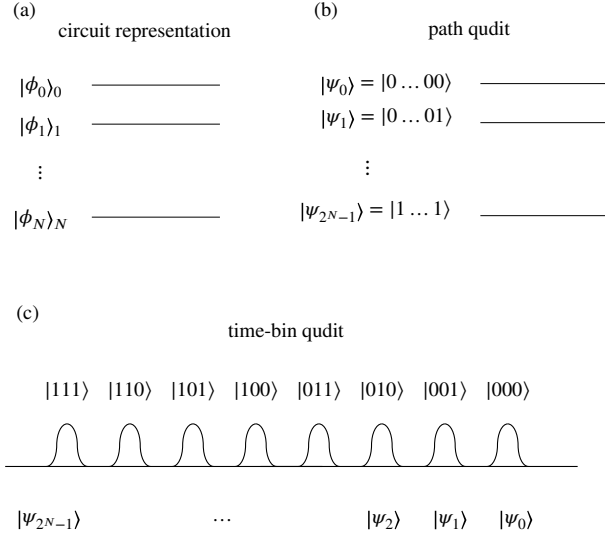 (a)
circuit representation
|ϕ₀⟩₀
|ϕ₁⟩₁
⋮
|ϕ_N⟩_N
(b)
path qudit
|ψ₀⟩ = |0 … 00⟩
|ψ₁⟩ = |0 … 01⟩
⋮
|ψ_{2^N−1}⟩ = |1 … 1⟩
(c)
time-bin qudit
|111⟩ |110⟩ |101⟩ |100⟩ |011⟩ |010⟩ |001⟩ |000⟩
|ψ_{2^N−1}⟩ … |ψ₂⟩ |ψ₁⟩ |ψ₀⟩